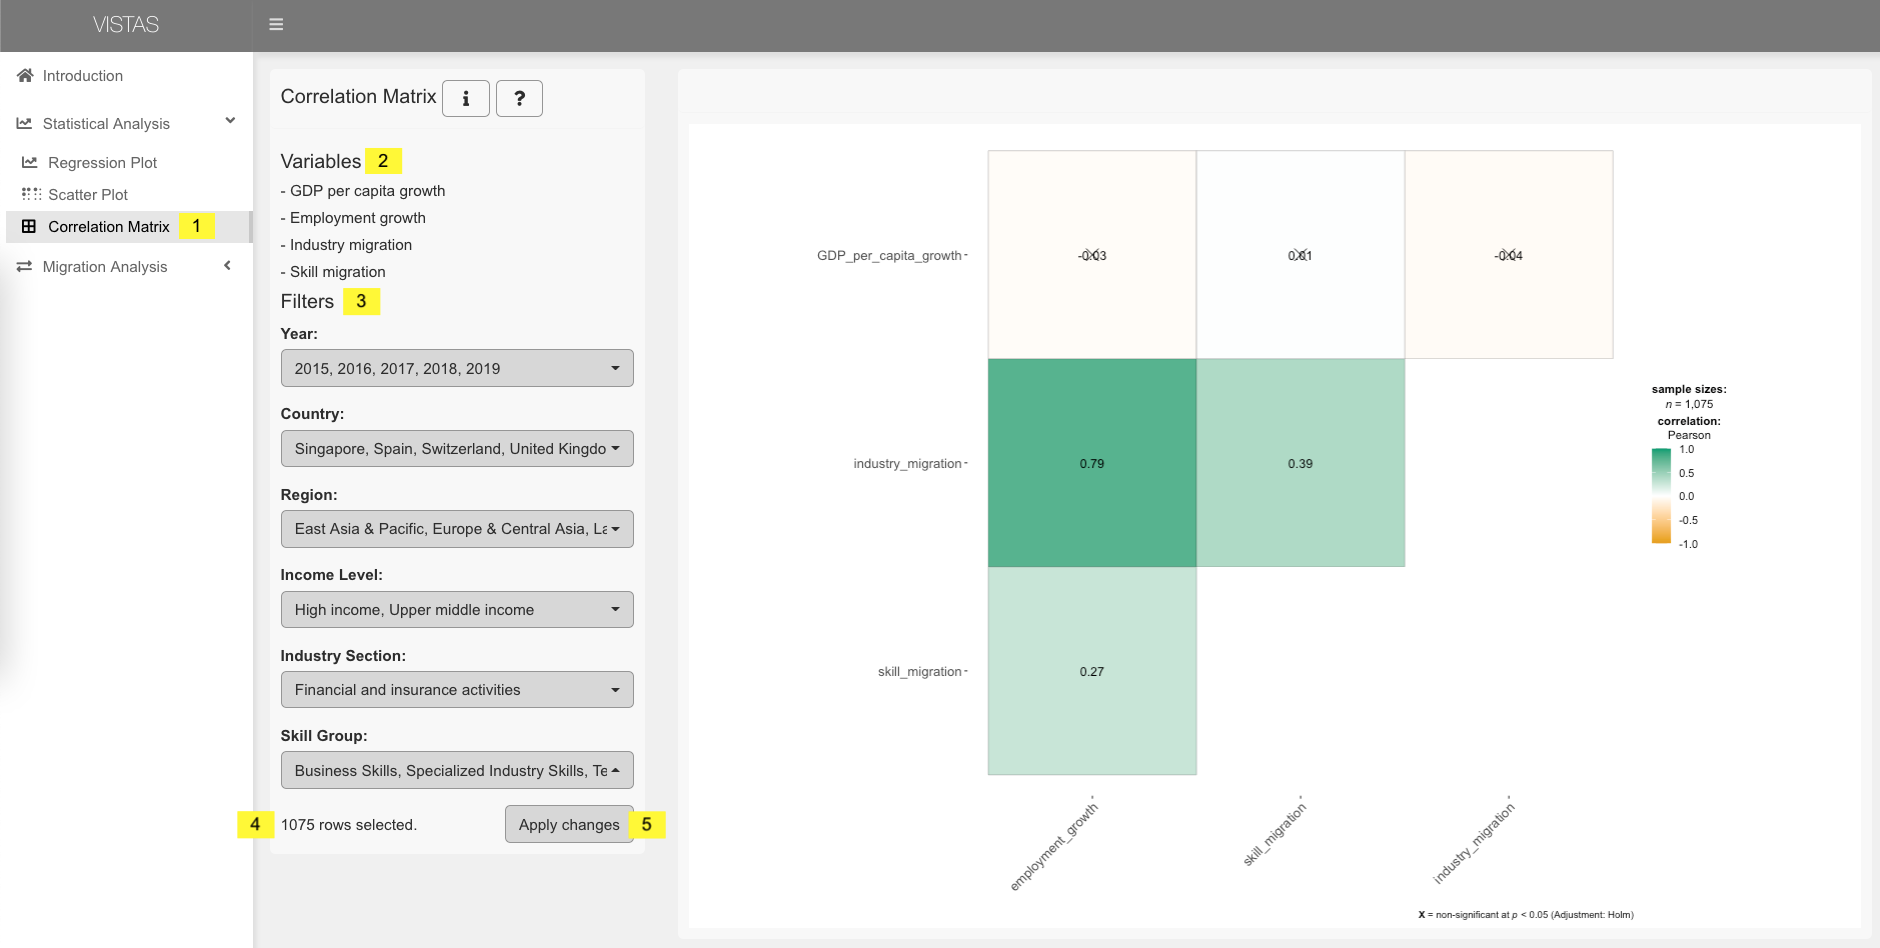 VISTAS
Introduction
Statistical Analysis
Regression Plot
Scatter Plot
Correlation Matrix 1
Migration Analysis
Correlation Matrix i ?
Variables 2
- GDP per capita growth
- Employment growth
- Industry migration
- Skill migration
Filters 3
Year:
2015, 2016, 2017, 2018, 2019
Country:
Singapore, Spain, Switzerland, United Kingdo
Region:
East Asia & Pacific, Europe & Central Asia, La
Income Level:
High income, Upper middle income
Industry Section:
Financial and insurance activities
Skill Group:
Business Skills, Specialized Industry Skills, Te
4 1075 rows selected.
Apply changes 5
GDP_per_capita_growth
-0.03
0.01
-0.04
industry_migration
0.79
0.39
skill_migration
0.27
employment_growth
skill_migration
industry_migration
sample sizes:
n = 1,075
correlation:
Pearson
1.0
0.5
0.0
-0.5
-1.0
X = non-significant at p < 0.05 (Adjustment: Holm)